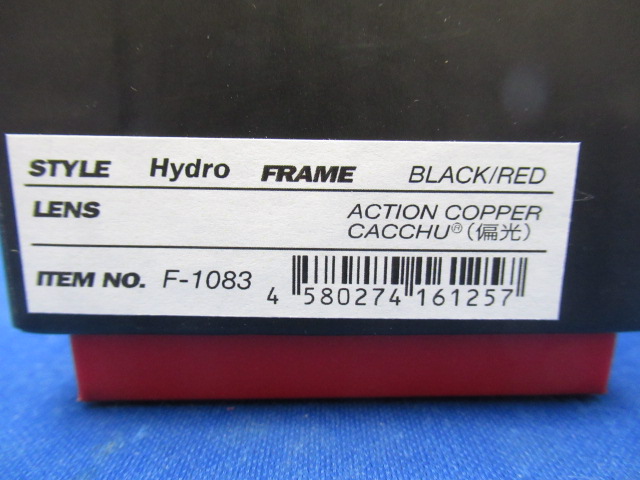 STYLE Hydro FRAME BLACK/RED
LENS ACTION COPPER
CACCHU®(偏光)
ITEM NO. F-1083
4 580274 161257